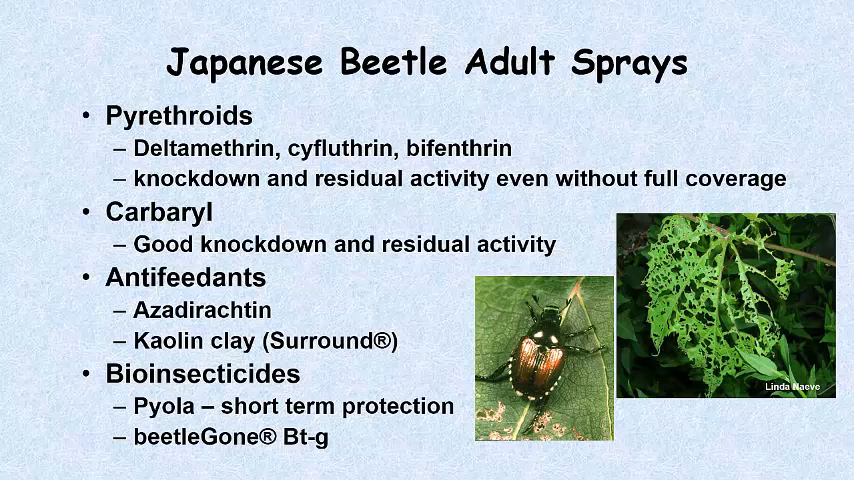 Japanese Beetle Adult Sprays
• Pyrethroids
– Deltamethrin, cyfluthrin, bifenthrin
– knockdown and residual activity even without full coverage
• Carbaryl
– Good knockdown and residual activity
• Antifeedants
– Azadirachtin
– Kaolin clay (Surround®)
• Bioinsecticides
– Pyola – short term protection
– beetleGone® Bt-g
Linda Naeve